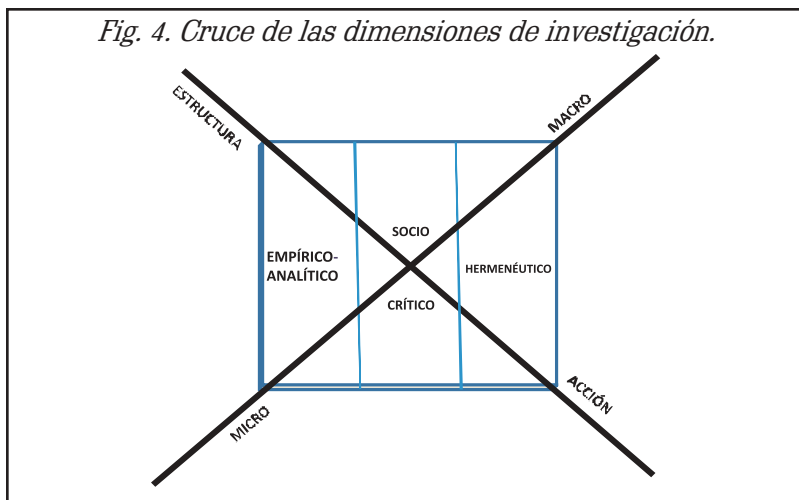 Fig. 4. Cruce de las dimensiones de investigación.
ESTRUCTURA
MACRO
SOCIO
EMPÍRICO-
ANALÍTICO
HERMENÉUTICO
CRÍTICO
MICRO
ACCIÓN